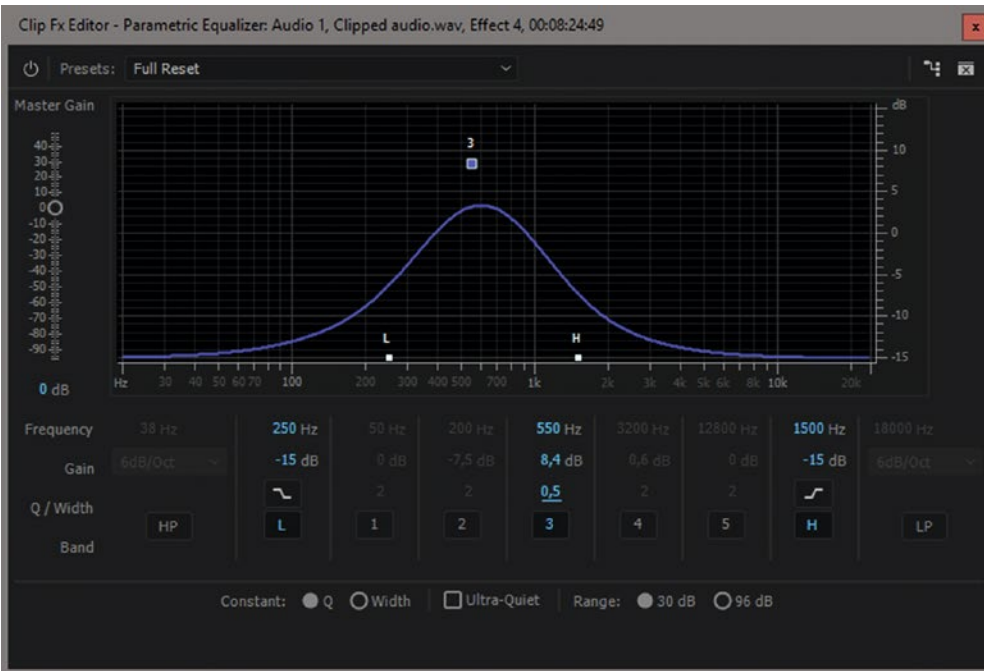 Clip Fx Editor - Parametric Equalizer: Audio 1, Clipped audio.wav, Effect 4, 00:08:24:49
x
Presets: Full Reset
Master Gain
dB
40
30
20
10
0
-10
-20
-30
-40
-50
-60
-70
-80
-90
0 dB
3
L
H
10
5
0
-5
-10
-15
Hz 30 40 50 60 70 100 200 300 400 500 700 1k 2k 3k 4k 5k 6k 8k 10k 20k
Frequency 38 Hz 250 Hz 50 Hz 200 Hz 550 Hz 3200 Hz 12800 Hz 1500 Hz 18000 Hz
Gain 6dB/Oct -15 dB 0 dB -7,5 dB 8,4 dB 0,6 dB 0 dB -15 dB 6dB/Oct
Q / Width 2 2 0,5 2 2
Band HP L 1 2 3 4 5 H LP
Constant: Q Width Ultra-Quiet Range: 30 dB 96 dB